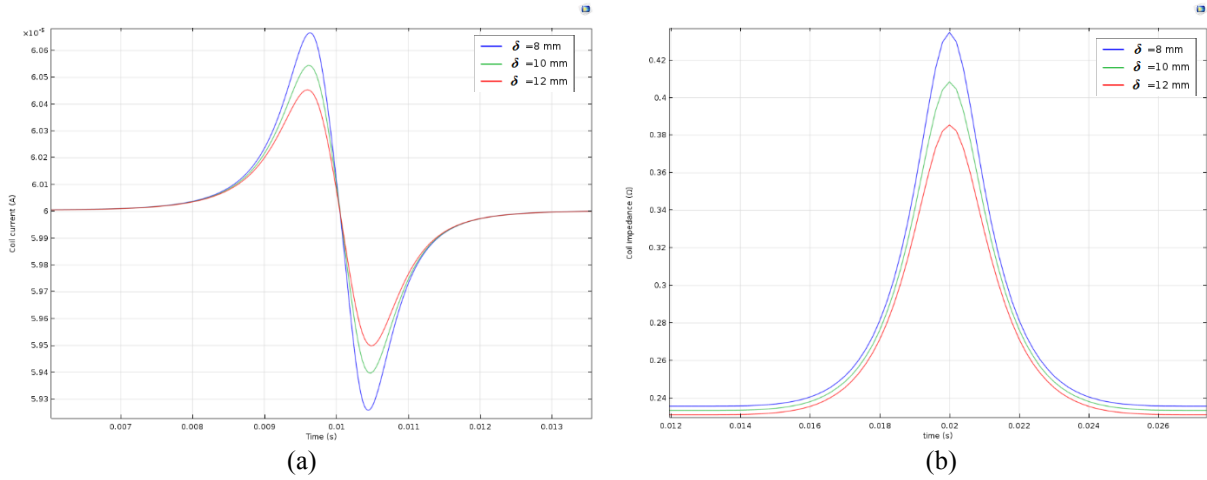 ×10⁻⁵
6.06
6.05
6.04
6.03
6.02
6.01
6
5.99
5.98
5.97
5.96
5.95
5.94
5.93
Coil current (A)
δ =8 mm
δ =10 mm
δ =12 mm
0.007 0.008 0.009 0.01 0.011 0.012 0.013
Time (s)
(a)
0.42
0.4
0.38
0.36
0.34
0.32
0.3
0.28
0.26
0.24
Coil impedance (Ω)
δ =8 mm
δ =10 mm
δ =12 mm
0.012 0.014 0.016 0.018 0.02 0.022 0.024 0.026
time (s)
(b)